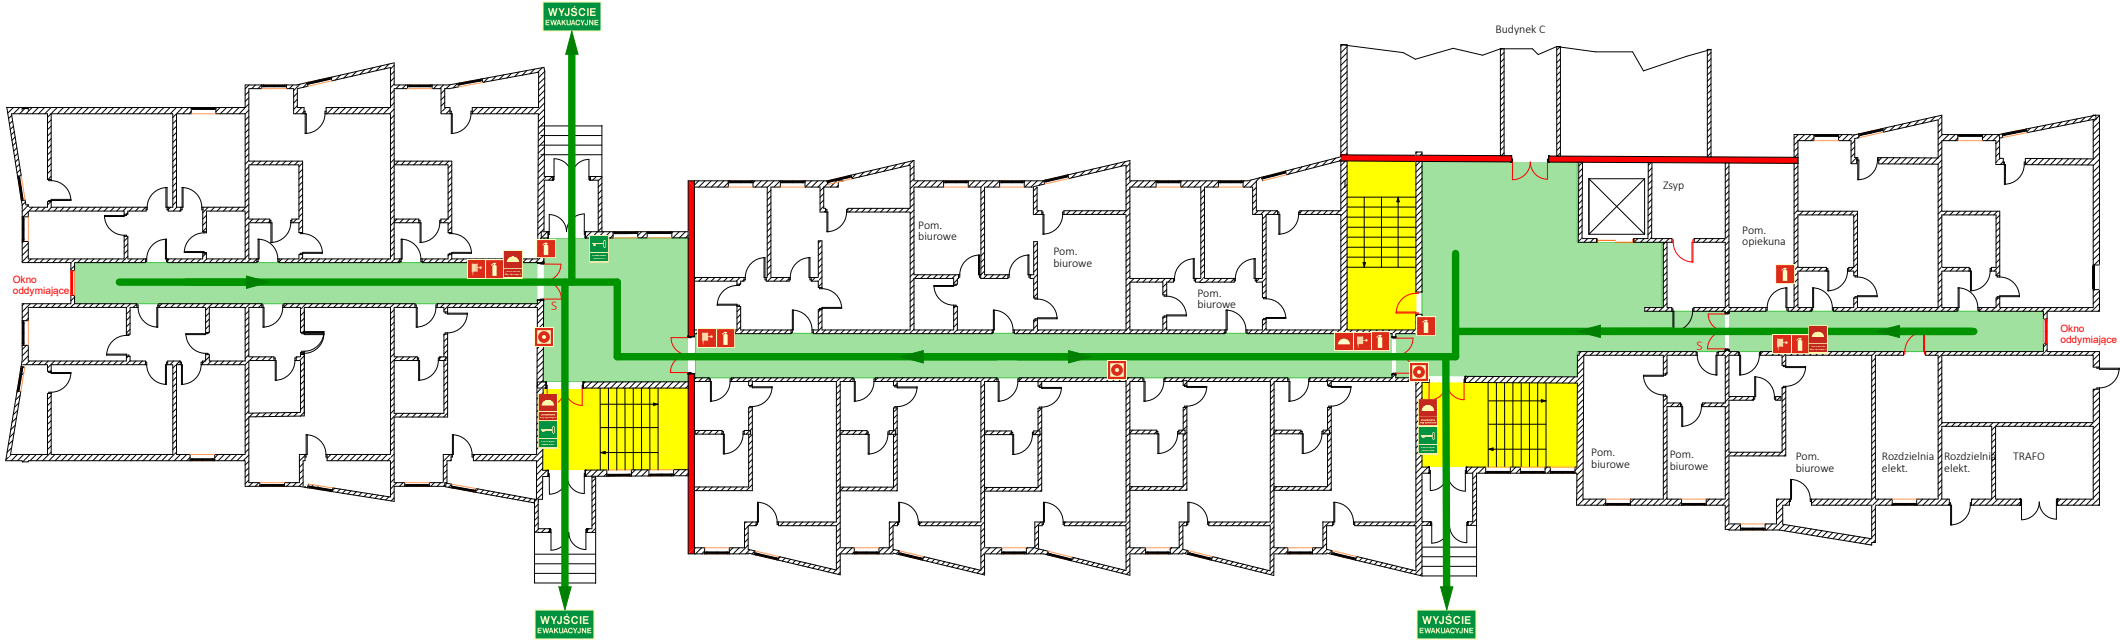 WYJŚCIE
EWAKUACYJNE
Budynek C
Zsyp
Pom.
biurowe
Pom.
opiekuna
Pom.
biurowe
Okno
oddymiające
Pom.
biurowe
S
Okno
oddymiające
S
Pom.
biurowe
Pom.
biurowe
Pom.
biurowe
Rozdzielnia
elekt.
Rozdzielnia
elekt.
TRAFO
WYJŚCIE
EWAKUACYJNE
WYJŚCIE
EWAKUACYJNE